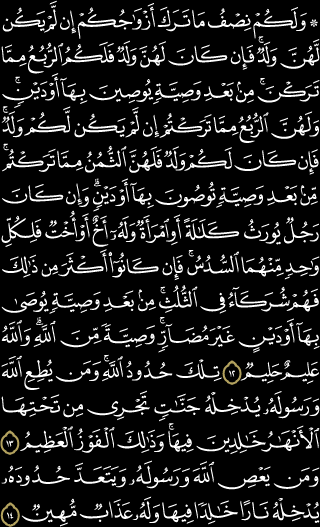 ۞ وَلَكُمْ نِصْفُ مَا تَرَكَ أَزْوَٰجُكُمْ إِن لَّمْ يَكُن
لَّهُنَّ وَلَدٌ ۚ فَإِن كَانَ لَهُنَّ وَلَدٌ فَلَكُمُ ٱلرُّبُعُ مِمَّا
تَرَكْنَ ۚ مِنۢ بَعْدِ وَصِيَّةٍ يُوصِينَ بِهَآ أَوْ دَيْنٍ ۚ
وَلَهُنَّ ٱلرُّبُعُ مِمَّا تَرَكْتُمْ إِن لَّمْ يَكُن لَّكُمْ وَلَدٌ ۚ
فَإِن كَانَ لَكُمْ وَلَدٌ فَلَهُنَّ ٱلثُّمُنُ مِمَّا تَرَكْتُم ۚ
مِّنۢ بَعْدِ وَصِيَّةٍ تُوصُونَ بِهَآ أَوْ دَيْنٍ ۗ وَإِن كَانَ
رَجُلٌ يُورَثُ كَلَٰلَةً أَوِ ٱمْرَأَةٌ وَلَهُۥٓ أَخٌ أَوْ أُخْتٌ فَلِكُلِّ
وَٰحِدٍ مِّنْهُمَا ٱلسُّدُسُ ۚ فَإِن كَانُوٓا۟ أَكْثَرَ مِن ذَٰلِكَ
فَهُمْ شُرَكَآءُ فِى ٱلثُّلُثِ ۚ مِنۢ بَعْدِ وَصِيَّةٍ يُوصَىٰ
بِهَآ أَوْ دَيْنٍ غَيْرَ مُضَآرٍّ ۚ وَصِيَّةً مِّنَ ٱللَّهِ ۗ وَٱللَّهُ
عَلِيمٌ حَلِيمٌ ١٢ تِلْكَ حُدُودُ ٱللَّهِ ۚ وَمَن يُطِعِ ٱللَّهَ
وَرَسُولَهُۥ يُدْخِلْهُ جَنَّٰتٍ تَجْرِى مِن تَحْتِهَا
ٱلْأَنْهَٰرُ خَٰلِدِينَ فِيهَا ۚ وَذَٰلِكَ ٱلْفَوْزُ ٱلْعَظِيمُ ١٣
وَمَن يَعْصِ ٱللَّهَ وَرَسُولَهُۥ وَيَتَعَدَّ حُدُودَهُۥ
يُدْخِلْهُ نَارًا خَٰلِدًا فِيهَا وَلَهُۥ عَذَابٌ مُّهِينٌ ١٤